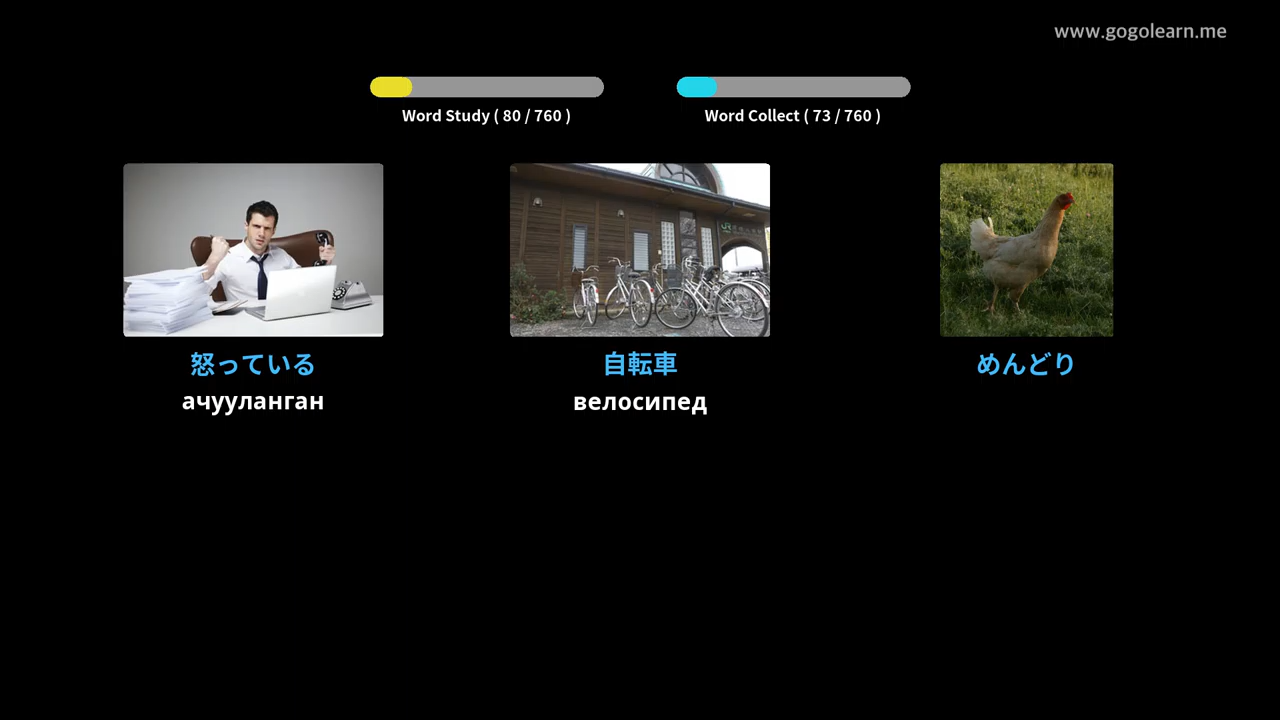 www.gogolearn.me
Word Study ( 80 / 760 )
Word Collect ( 73 / 760 )
怒っている
自転車
めんどり
ачууланган
велосипед